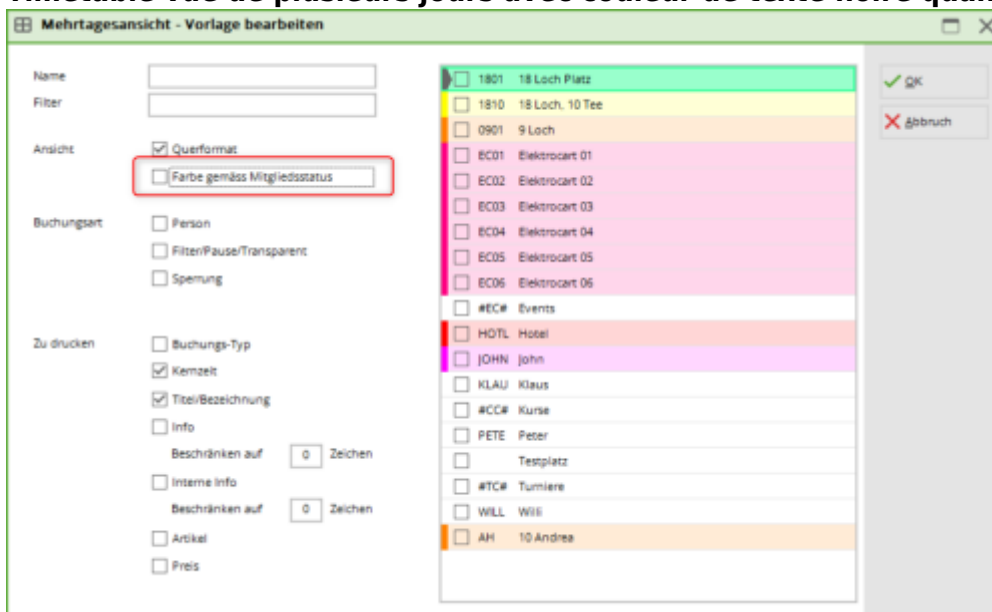 Mehrtagesansicht - Vorlage bearbeiten
Name
Filter
Ansicht
Querformat
Farbe gemäss Mitgliedsstatus
Buchungsart
Person
Filter/Pause/Transparent
Sperrung
Zu drucken
Buchungs-Typ
Kernzeit
Titel/Bezeichnung
Info
Beschränken auf 0 Zeichen
Interne Info
Beschränken auf 0 Zeichen
Artikel
Preis
1801 18 Loch Platz
1810 18 Loch, 10 Tee
0901 9 Loch
EC01 Elektrocart 01
EC02 Elektrocart 02
EC03 Elektrocart 03
EC04 Elektrocart 04
EC05 Elektrocart 05
EC06 Elektrocart 06
#EC# Events
HOTL Hotel
JOHN John
KLAU Klaus
#CC# Kurse
PETE Peter
Testplatz
#TC# Turniere
WILL Willi
AH 10 Andrea
OK
Abbruch